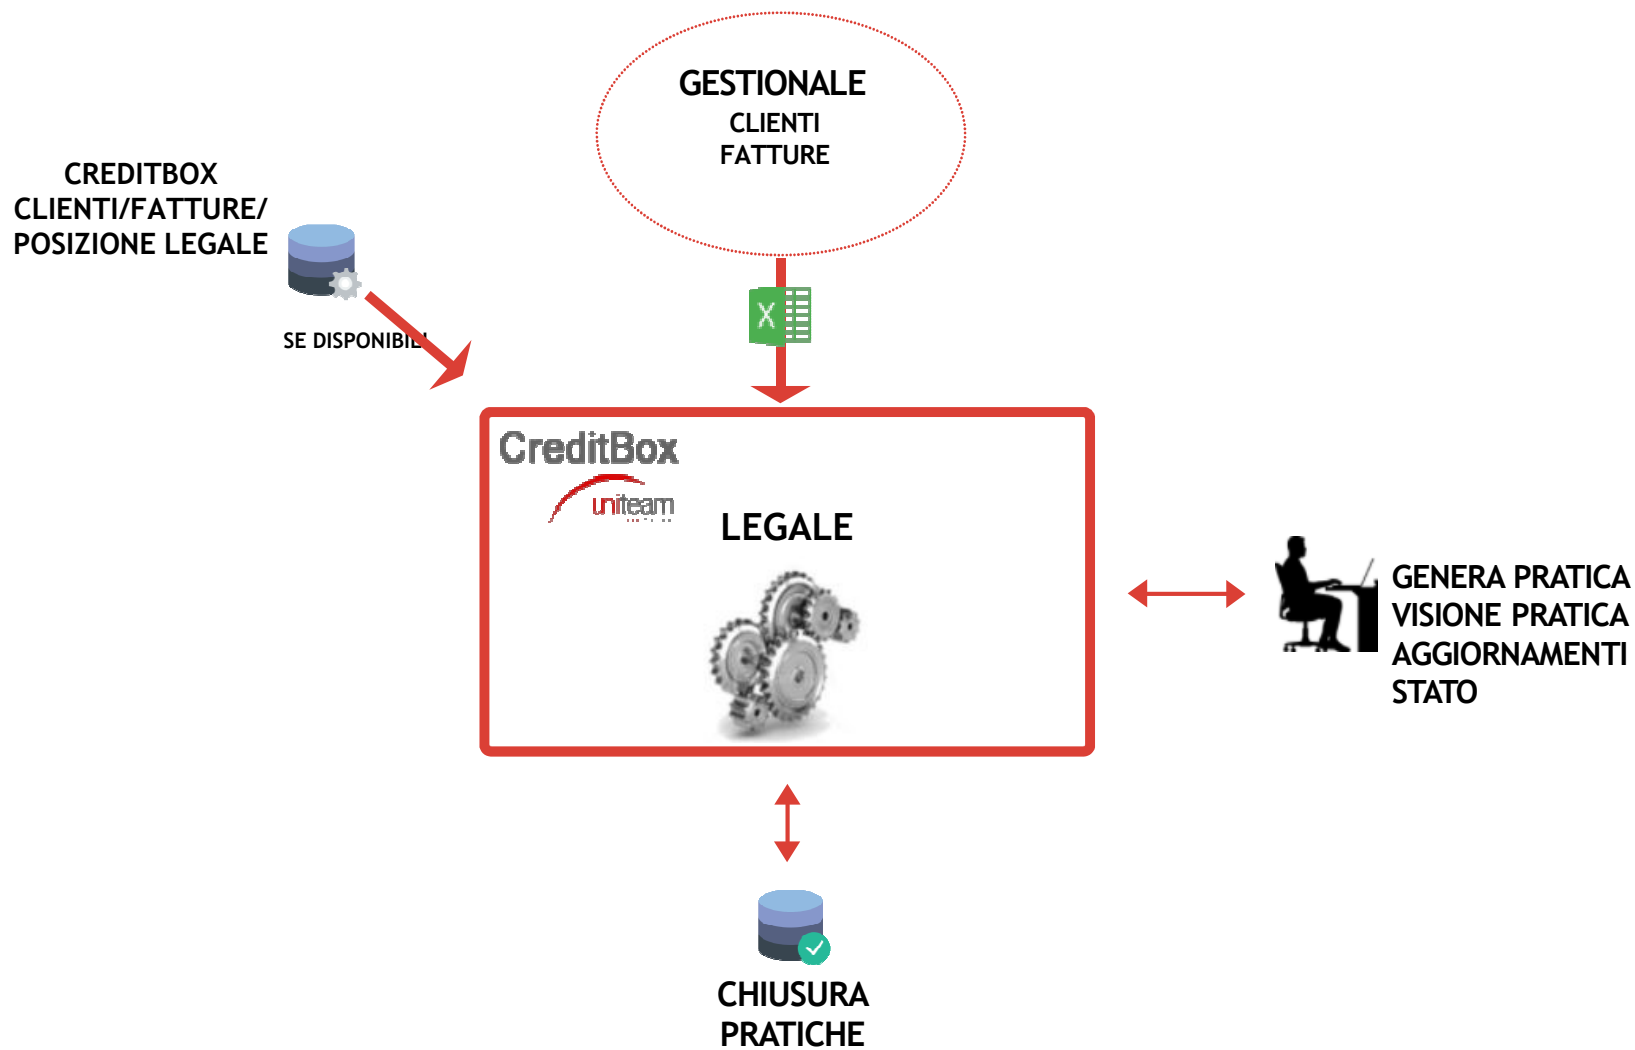 GESTIONALE
CLIENTI
FATTURE
CREDITBOX
CLIENTI/FATTURE/
POSIZIONE LEGALE
SE DISPONIBILI
X
CreditBox
uniteam
LEGALE
GENERA PRATICA
VISIONE PRATICA
AGGIORNAMENTI
STATO
CHIUSURA
PRATICHE